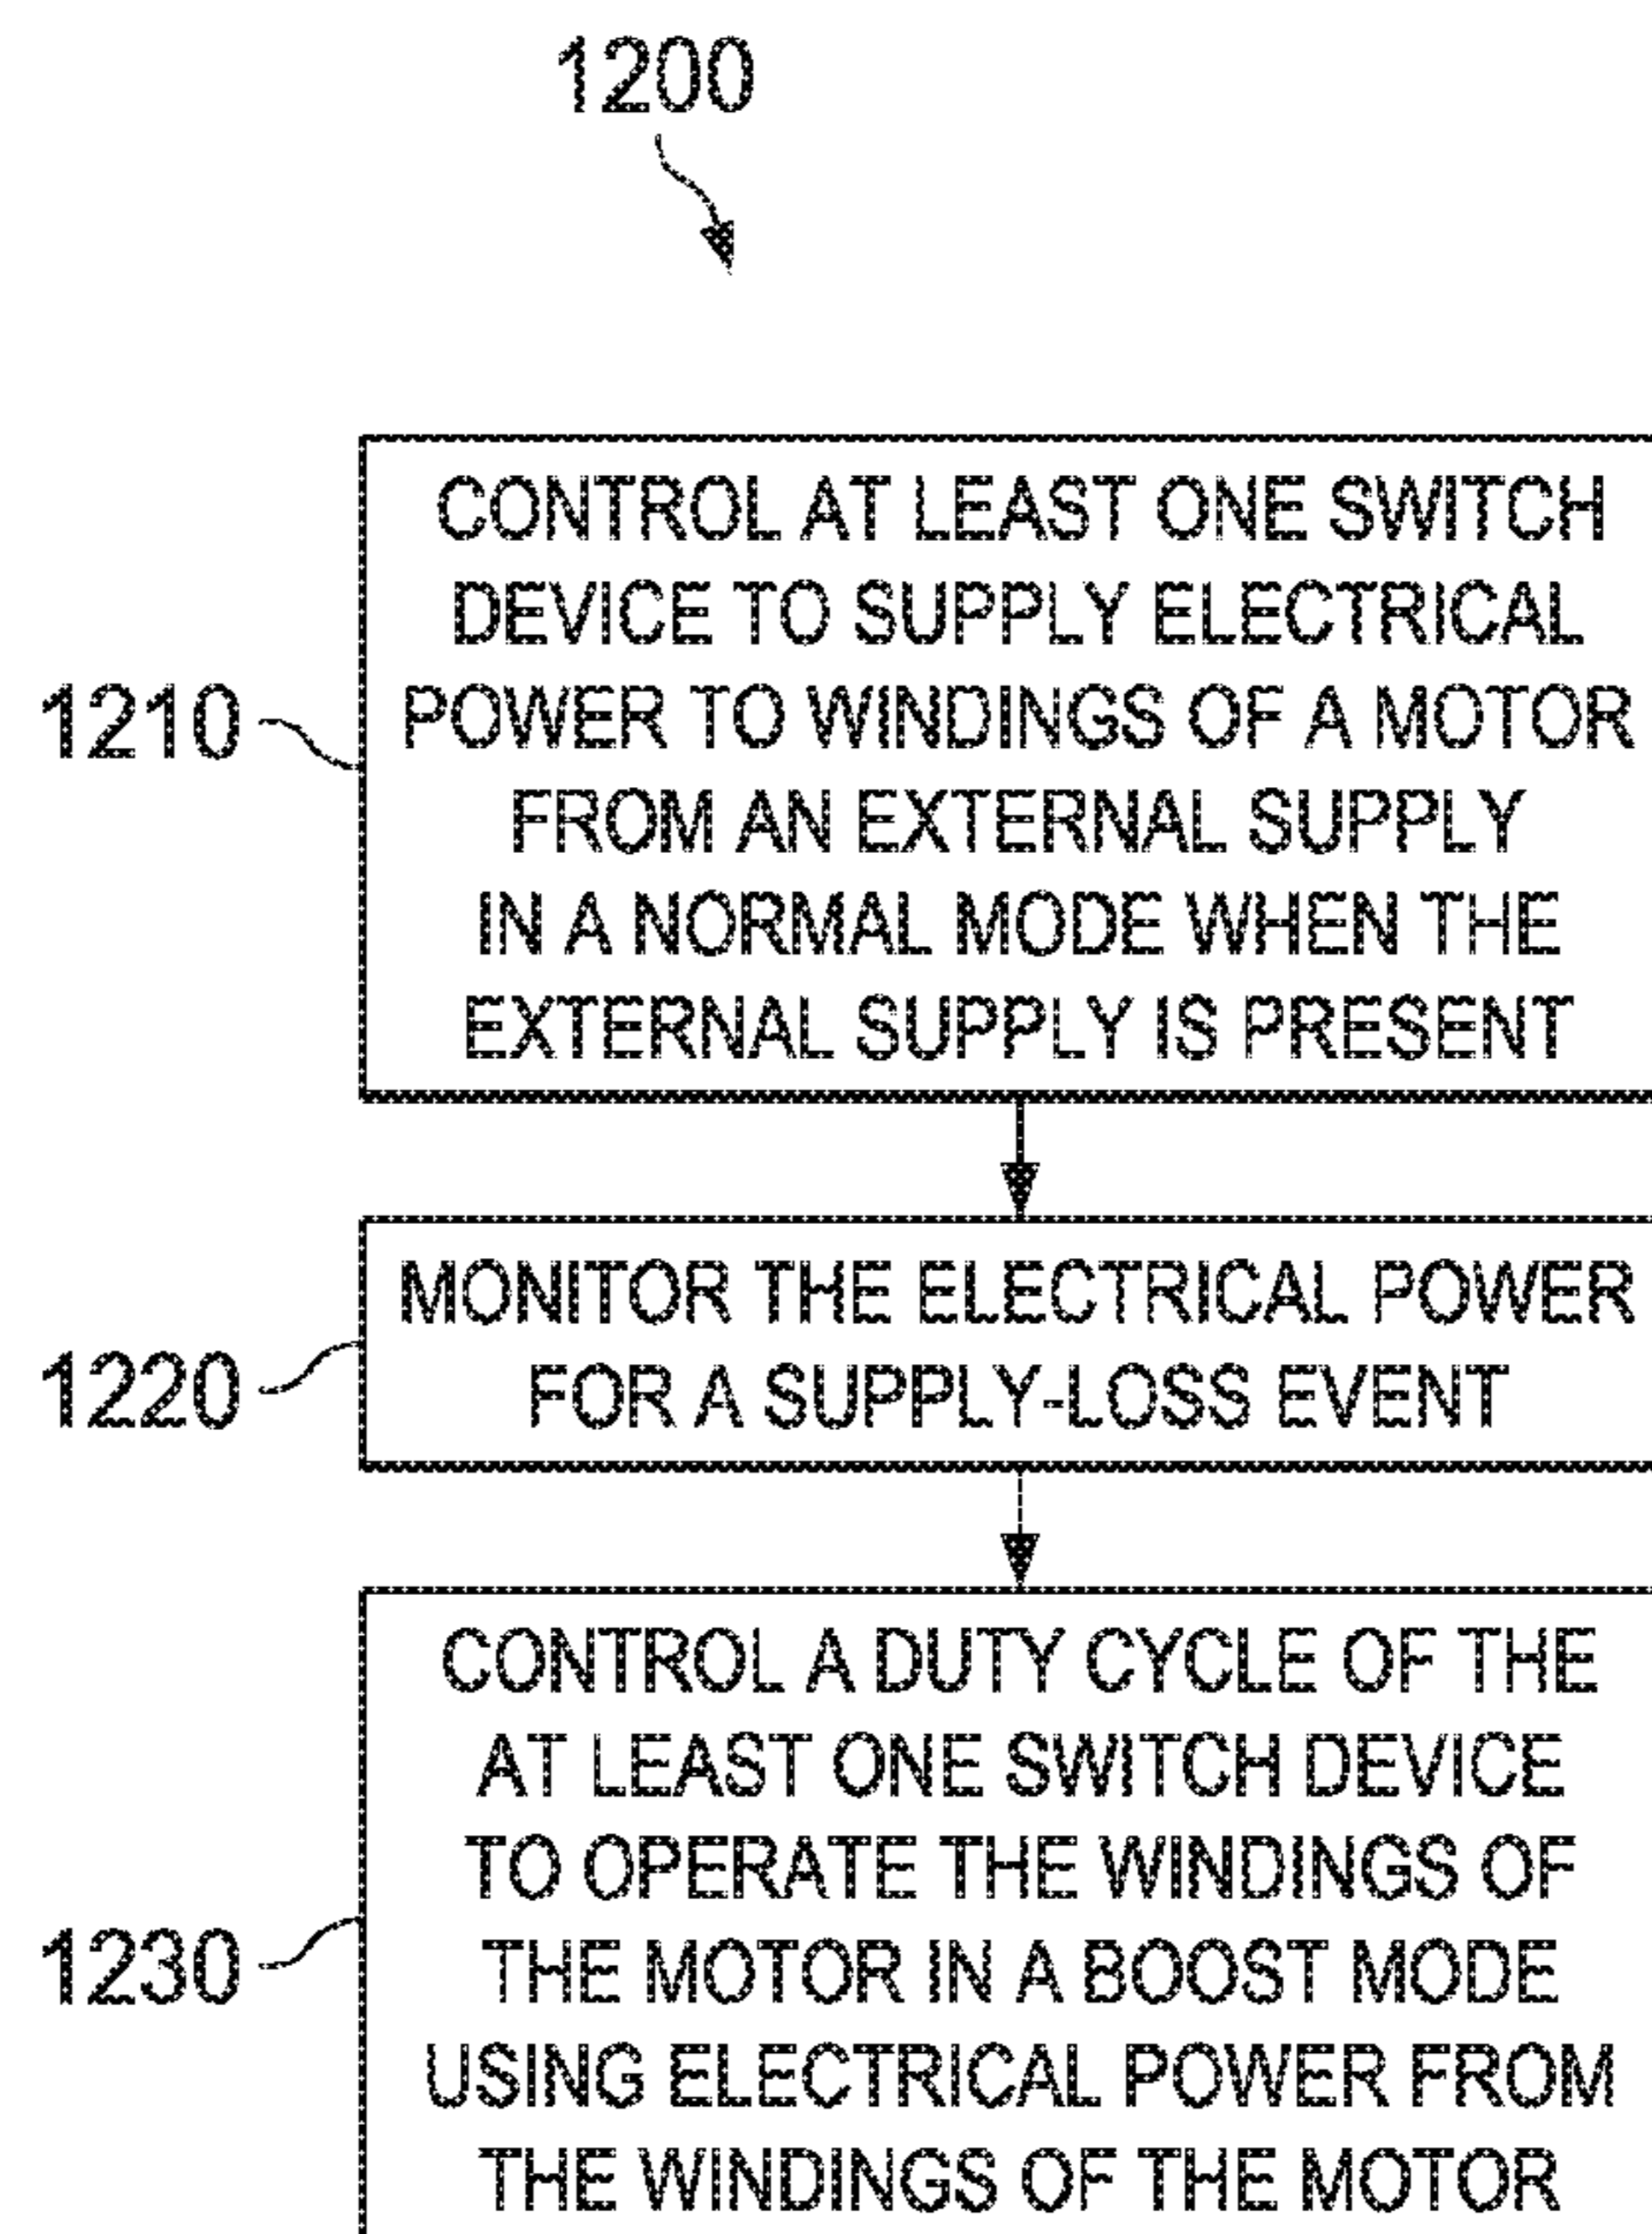 1200
CONTROL AT LEAST ONE SWITCH
DEVICE TO SUPPLY ELECTRICAL
1210 POWER TO WINDINGS OF A MOTOR
FROM AN EXTERNAL SUPPLY
IN A NORMAL MODE WHEN THE
EXTERNAL SUPPLY IS PRESENT
MONITOR THE ELECTRICAL POWER
1220 FOR A SUPPLY-LOSS EVENT
CONTROL A DUTY CYCLE OF THE
AT LEAST ONE SWITCH DEVICE
TO OPERATE THE WINDINGS OF
1230 THE MOTOR IN A BOOST MODE
USING ELECTRICAL POWER FROM
THE WINDINGS OF THE MOTOR